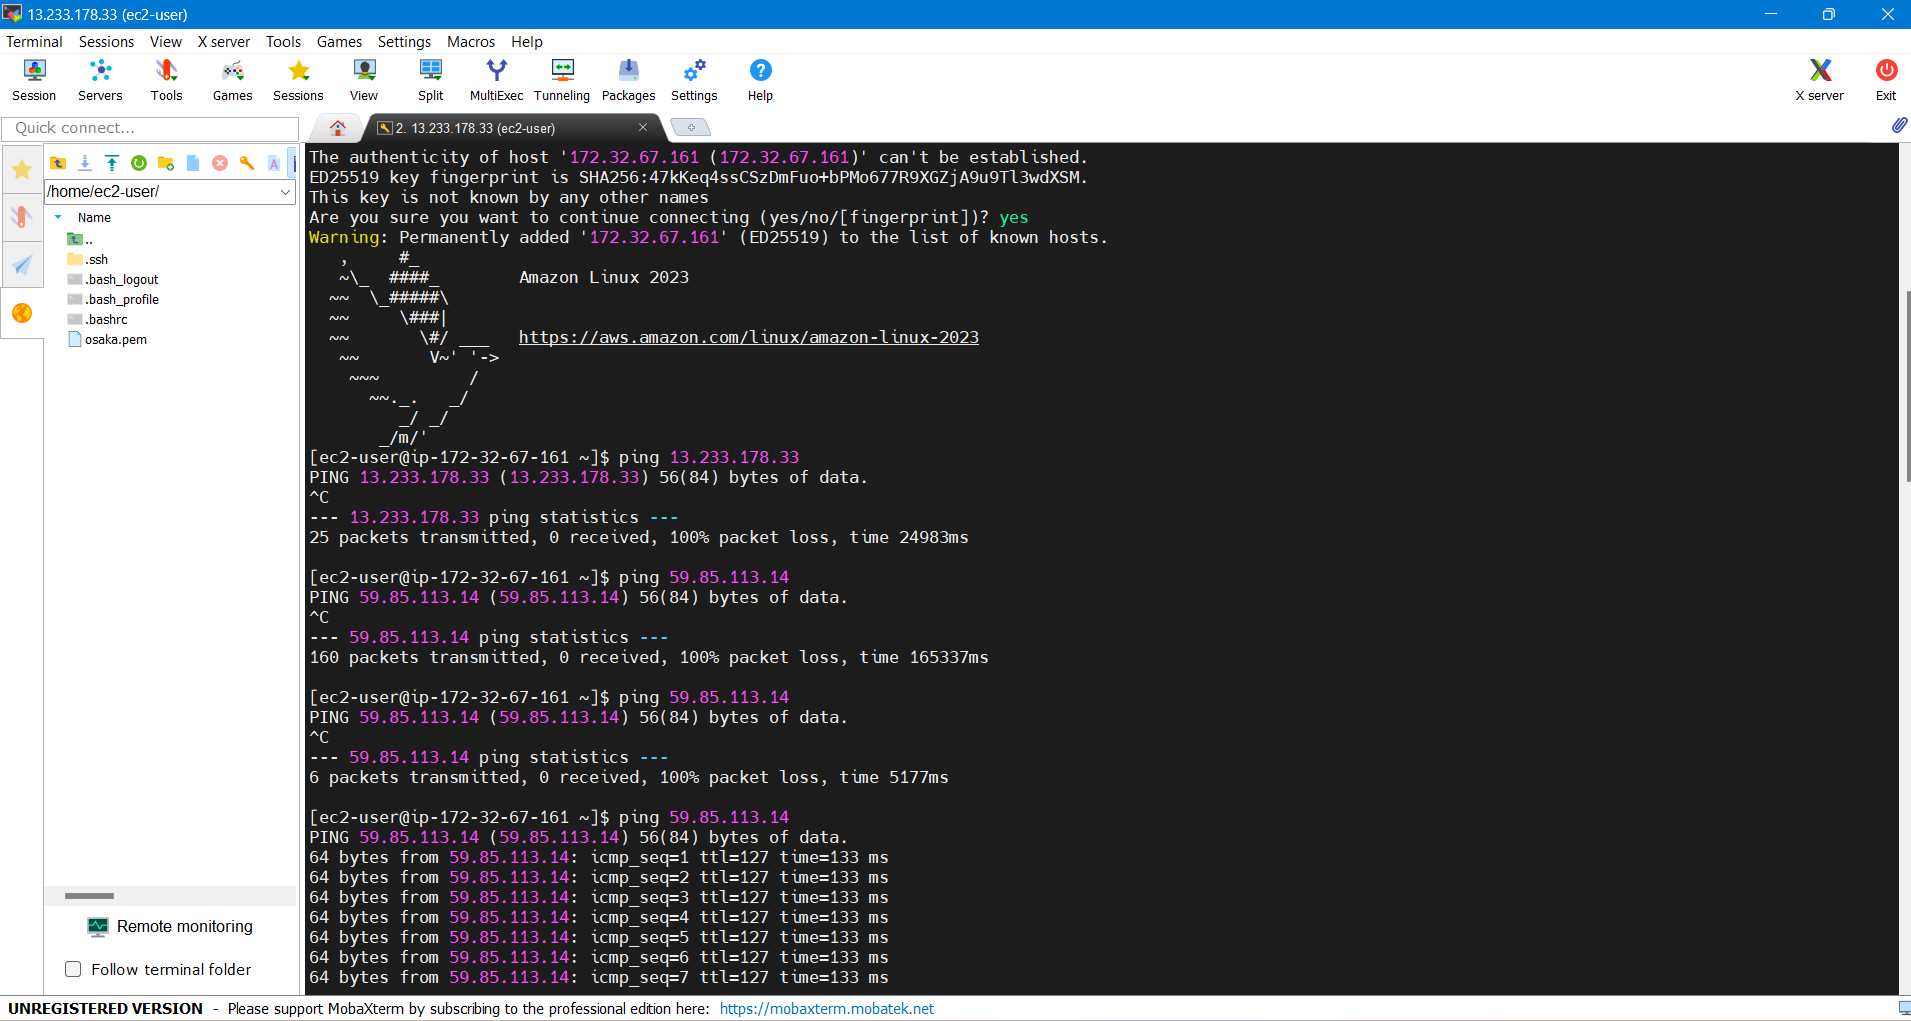 13.233.178.33 (ec2-user)
Terminal Sessions View X server Tools Games Settings Macros Help
Session Servers Tools Games Sessions View Split MultiExec Tunneling Packages Settings Help X server Exit
Quick connect...
2. 13.233.178.33 (ec2-user)
/home/ec2-user/
Name
..
.ssh
.bash_logout
.bash_profile
.bashrc
osaka.pem
Remote monitoring
Follow terminal folder
The authenticity of host '172.32.67.161 (172.32.67.161)' can't be established.
ED25519 key fingerprint is SHA256:47kKeq4ssCSzDmFuo+bPMo677R9XGZjA9u9Tl3wdXSM.
This key is not known by any other names
Are you sure you want to continue connecting (yes/no/[fingerprint])? yes
Warning: Permanently added '172.32.67.161' (ED25519) to the list of known hosts.
   ,     #_
   ~\_  ####_        Amazon Linux 2023
  ~~  \_#####\
  ~~     \###|
  ~~       \#/ ___   https://aws.amazon.com/linux/amazon-linux-2023
   ~~       V~' '->
    ~~~         /
      ~~._.   _/
         _/ _/
       _/m/'
[ec2-user@ip-172-32-67-161 ~]$ ping 13.233.178.33
PING 13.233.178.33 (13.233.178.33) 56(84) bytes of data.
^C
--- 13.233.178.33 ping statistics ---
25 packets transmitted, 0 received, 100% packet loss, time 24983ms
[ec2-user@ip-172-32-67-161 ~]$ ping 59.85.113.14
PING 59.85.113.14 (59.85.113.14) 56(84) bytes of data.
^C
--- 59.85.113.14 ping statistics ---
160 packets transmitted, 0 received, 100% packet loss, time 165337ms
[ec2-user@ip-172-32-67-161 ~]$ ping 59.85.113.14
PING 59.85.113.14 (59.85.113.14) 56(84) bytes of data.
^C
--- 59.85.113.14 ping statistics ---
6 packets transmitted, 0 received, 100% packet loss, time 5177ms
[ec2-user@ip-172-32-67-161 ~]$ ping 59.85.113.14
PING 59.85.113.14 (59.85.113.14) 56(84) bytes of data.
64 bytes from 59.85.113.14: icmp_seq=1 ttl=127 time=133 ms
64 bytes from 59.85.113.14: icmp_seq=2 ttl=127 time=133 ms
64 bytes from 59.85.113.14: icmp_seq=3 ttl=127 time=133 ms
64 bytes from 59.85.113.14: icmp_seq=4 ttl=127 time=133 ms
64 bytes from 59.85.113.14: icmp_seq=5 ttl=127 time=133 ms
64 bytes from 59.85.113.14: icmp_seq=6 ttl=127 time=133 ms
64 bytes from 59.85.113.14: icmp_seq=7 ttl=127 time=133 ms
UNREGISTERED VERSION - Please support MobaXterm by subscribing to the professional edition here: https://mobaxterm.mobatek.net